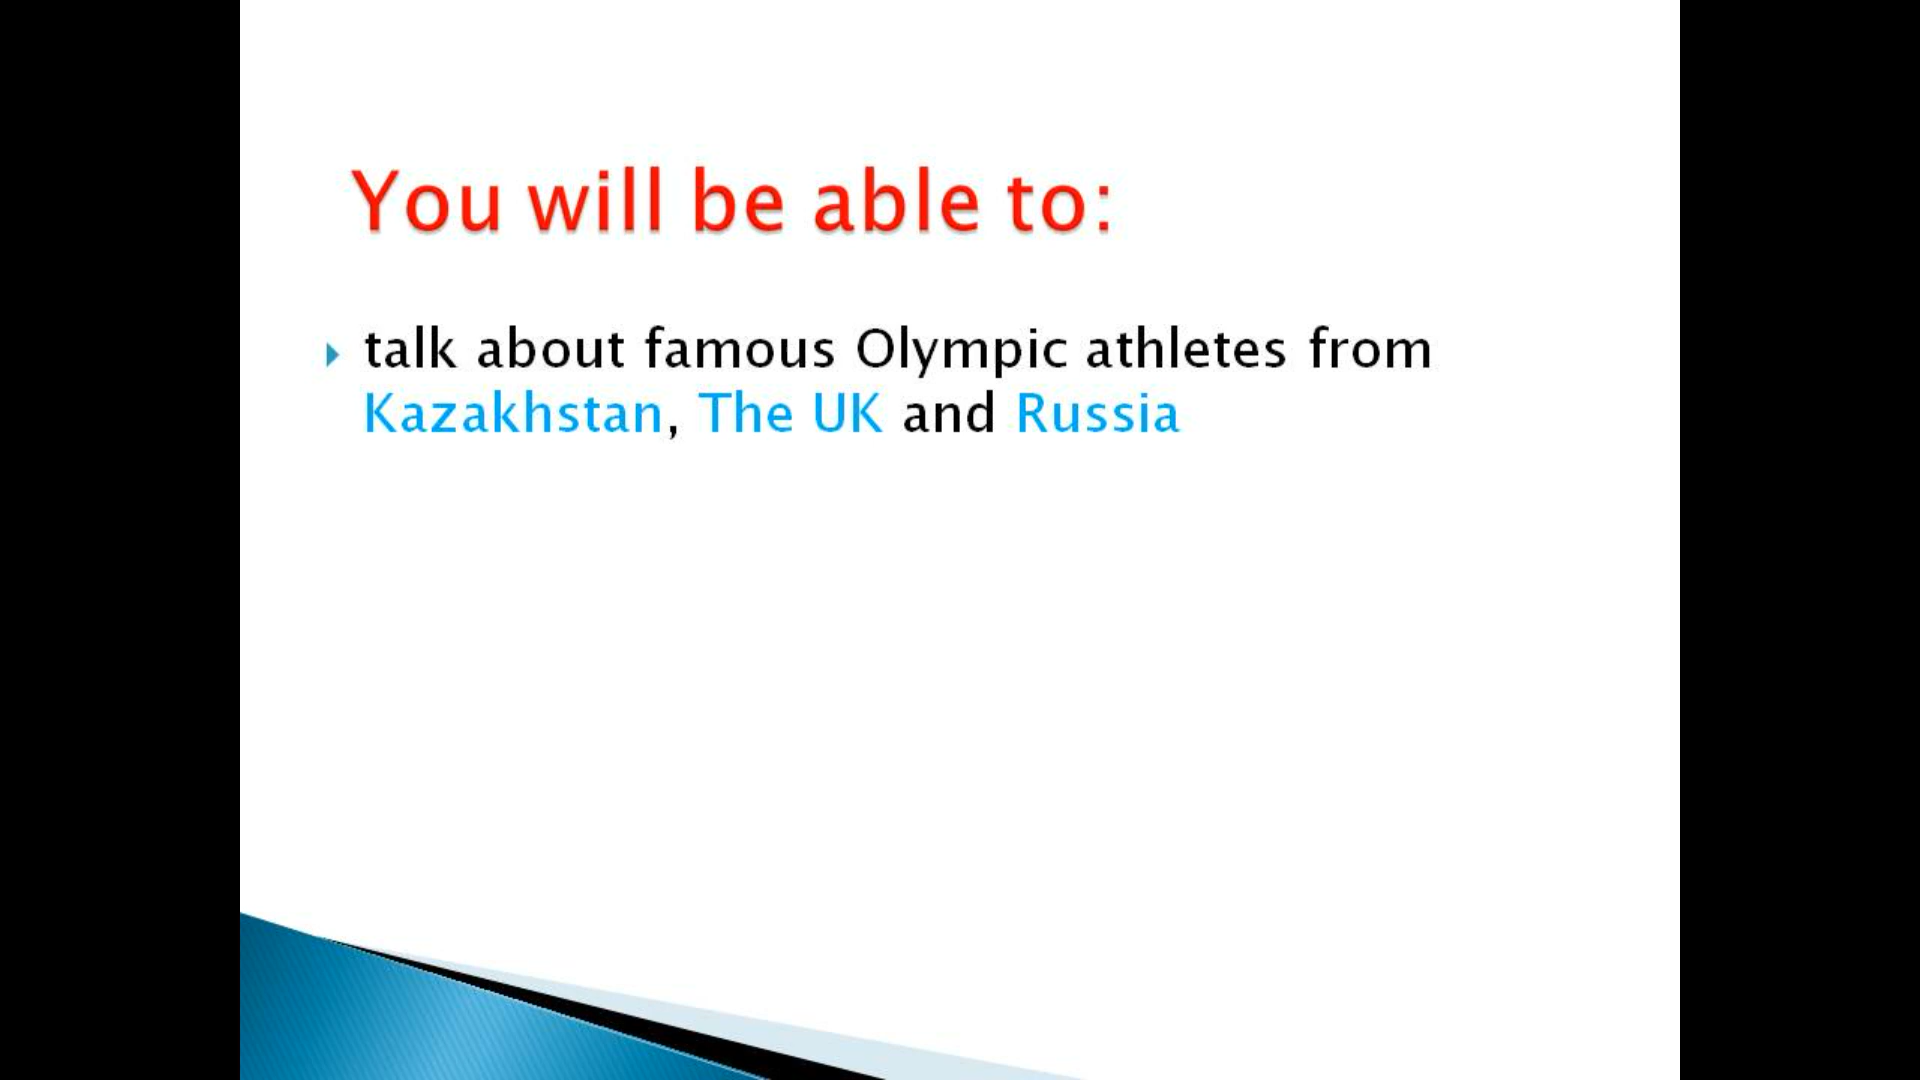 You will be able to:
talk about famous Olympic athletes from
Kazakhstan, The UK and Russia